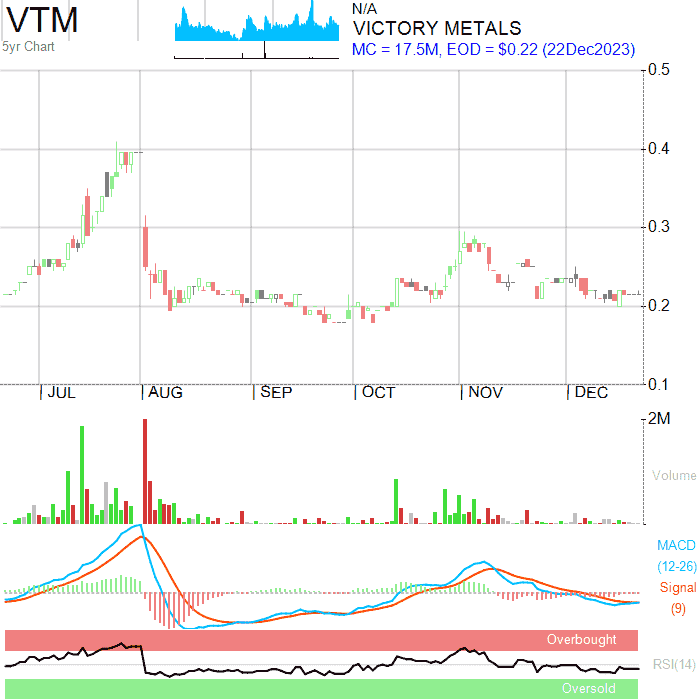 VTM
5yr Chart
N/A
VICTORY METALS
MC = 17.5M, EOD = $0.22 (22Dec2023)
0.5
0.4
0.3
0.2
0.1
JUL
AUG
SEP
OCT
NOV
DEC
2M
Volume
MACD
(12-26)
Signal
(9)
Overbought
RSI(14)
Oversold